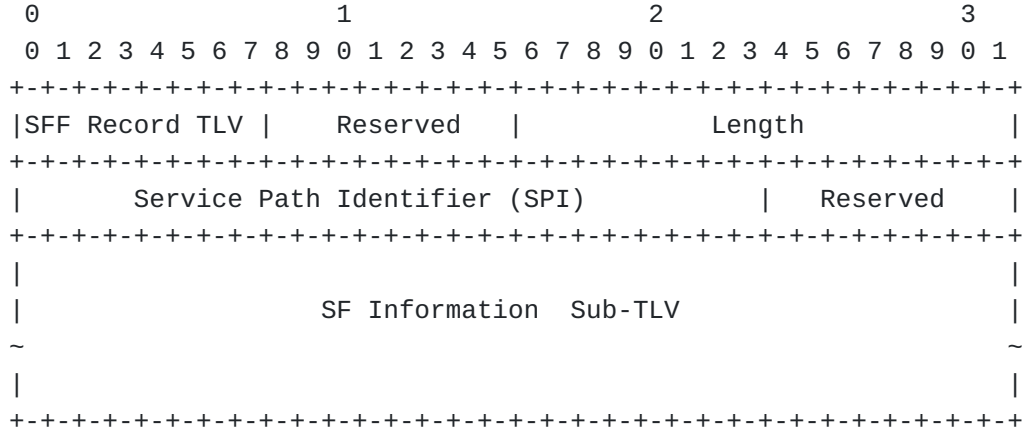 0                   1                   2                   3
 0 1 2 3 4 5 6 7 8 9 0 1 2 3 4 5 6 7 8 9 0 1 2 3 4 5 6 7 8 9 0 1
+-+-+-+-+-+-+-+-+-+-+-+-+-+-+-+-+-+-+-+-+-+-+-+-+-+-+-+-+-+-+-+-+
|SFF Record TLV |    Reserved   |            Length             |
+-+-+-+-+-+-+-+-+-+-+-+-+-+-+-+-+-+-+-+-+-+-+-+-+-+-+-+-+-+-+-+-+
|       Service Path Identifier (SPI)           |   Reserved    |
+-+-+-+-+-+-+-+-+-+-+-+-+-+-+-+-+-+-+-+-+-+-+-+-+-+-+-+-+-+-+-+-+
|                                                               |
|                   SF Information  Sub-TLV                     |
~                                                               ~
|                                                               |
+-+-+-+-+-+-+-+-+-+-+-+-+-+-+-+-+-+-+-+-+-+-+-+-+-+-+-+-+-+-+-+-+